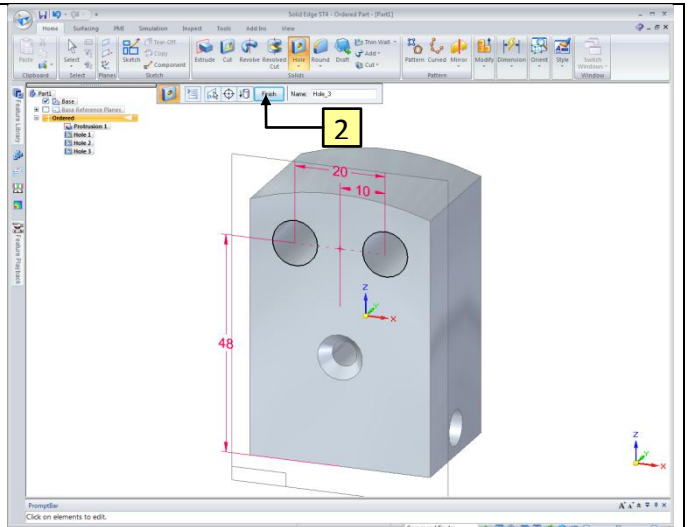 Solid Edge ST4 - Ordered Part - [Part1]
Home Surfacing PMI Simulation Inspect Tools Add Ins View
Paste
Select
Sketch
Trim Off
Copy
Component
Extrude Cut Revolve Revolved Cut Hole Round Draft
Thin Wall
Add
Cut
Pattern Curved Mirror Modify Dimension Orient Style Switch Windows
Clipboard Select Planes Sketch Solids Pattern Window
Finish Name: Hole_3
2
Part1
Base
Base Reference Planes
Ordered
Protrusion 1
Hole 1
Hole 2
Hole 3
Feature Library
Feature Playback
20
10
48
Z
Y
X
Z
Y
X
PromptBar
Click on elements to edit.